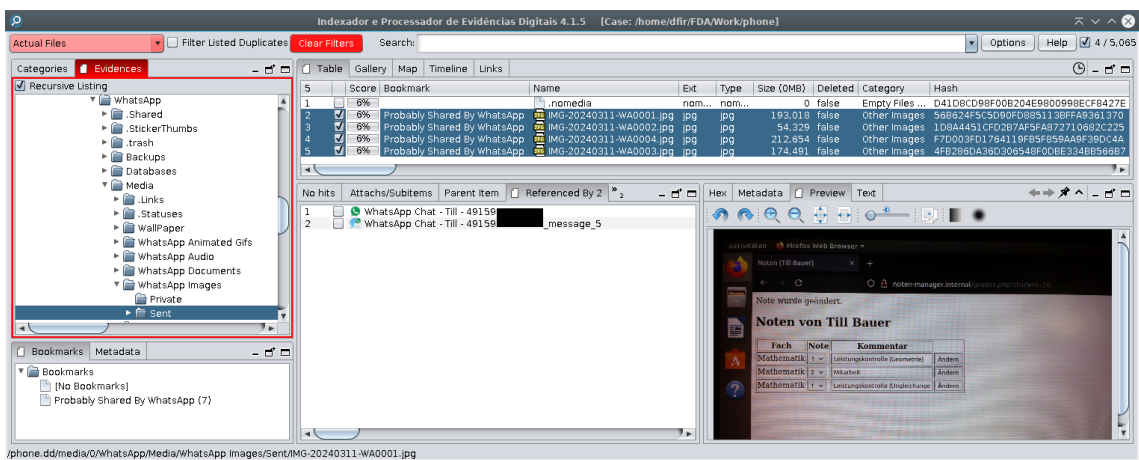 Indexador e Processador de Evidências Digitais 4.1.5 [Case: /home/dfir/FDA/Work/phone]
Actual Files Filter Listed Duplicates Clear Filters Search: Options Help 4 / 5,065
Categories Evidences
Recursive Listing
WhatsApp
.Shared
.StickerThumbs
.trash
Backups
Databases
Media
.Links
.Statuses
WallPaper
WhatsApp Animated Gifs
WhatsApp Audio
WhatsApp Documents
WhatsApp Images
Private
Sent
Bookmarks Metadata
Bookmarks
[No Bookmarks]
Probably Shared By WhatsApp (7)
Table Gallery Map Timeline Links
5 Score Bookmark Name Ext Type Size (0MB) Deleted Category Hash
1 6% .nomedia nom... nom... 0 false Empty Files ... D41D8CD98F00B204E9800998ECF8427E
2 6% Probably Shared By WhatsApp IMG-20240311-WA0001.jpg jpg jpg 193,018 false Other Images 56B624F5C5D90FD885113BFFA9361370
3 6% Probably Shared By WhatsApp IMG-20240311-WA0002.jpg jpg jpg 54,329 false Other Images 1D8A4451CFD2B7AF5FA872710682C225
4 6% Probably Shared By WhatsApp IMG-20240311-WA0004.jpg jpg jpg 212,654 false Other Images F7D003FD1764119FB5F859AA9F39DC4A
5 6% Probably Shared By WhatsApp IMG-20240311-WA0003.jpg jpg jpg 174,491 false Other Images 4FB286DA36D306548F0DBE334BB566B7
No hits Attachs/Subitems Parent Item Referenced By 2 » 2
1 WhatsApp Chat - Till - 49159
2 WhatsApp Chat - Till - 49159 _message_5
Hex Metadata Preview Text
Aktivitäten Firefox Web Browser
Noten (Till Bauer) × +
noten-manager.internal/grades.php?student=20
Note wurde geändert.
Noten von Till Bauer
Fach Note Kommentar
Mathematik 1 Leistungskontrolle (Geometrie) Ändern
Mathematik 2 Mitarbeit Ändern
Mathematik 1 Leistungskontrolle (Ungleichunge Ändern
/phone.dd/media/0/WhatsApp/Media/WhatsApp Images/Sent/IMG-20240311-WA0001.jpg